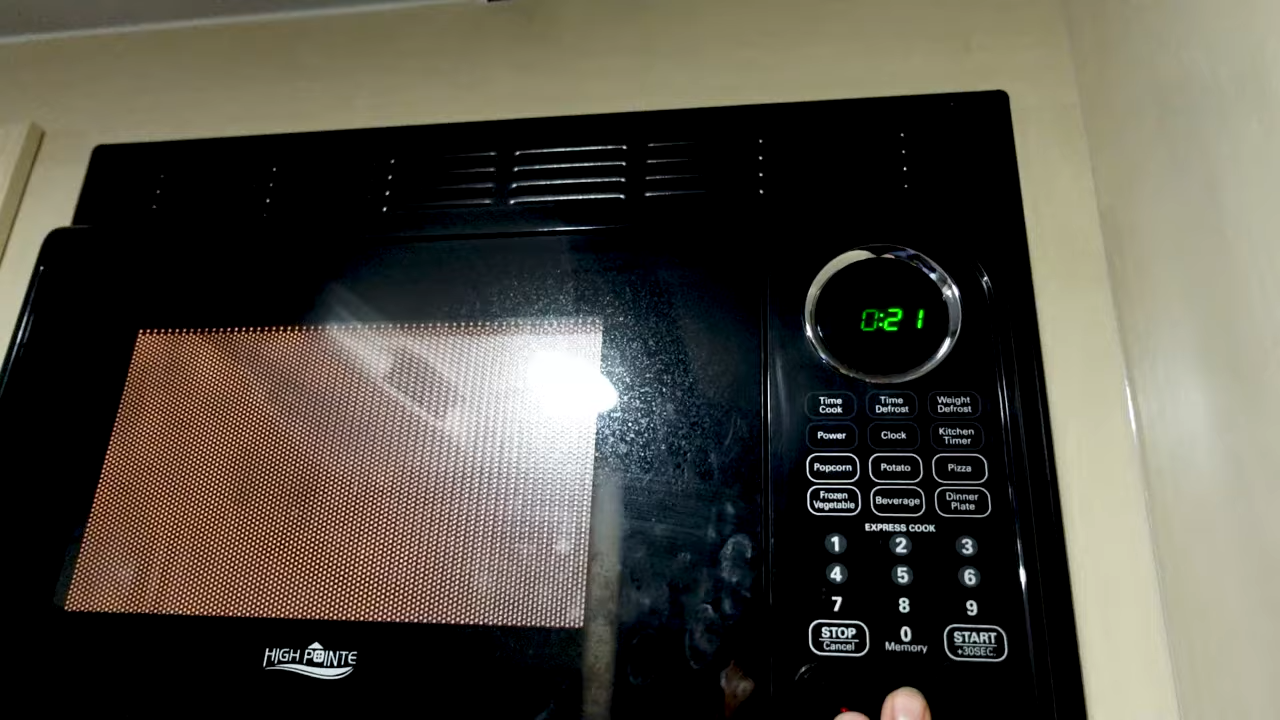 0:21
Time Cook
Time Defrost
Weight Defrost
Power
Clock
Kitchen Timer
Popcorn
Potato
Pizza
Frozen Vegetable
Beverage
Dinner Plate
EXPRESS COOK
1 2 3
4 5 6
7 8 9
STOP
Cancel
0
Memory
START
+30SEC.
HIGH POINTE